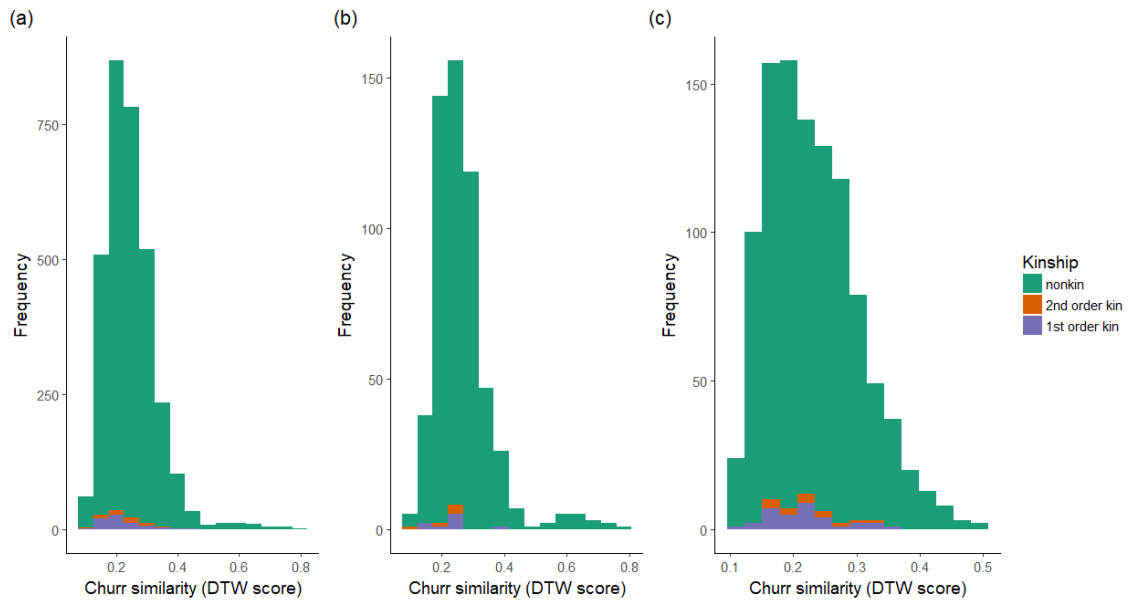 (a)
(b)
(c)
750
500
250
0
Frequency
0.2 0.4 0.6 0.8
Churr similarity (DTW score)
150
100
50
0
Frequency
0.2 0.4 0.6 0.8
Churr similarity (DTW score)
150
100
50
0
Frequency
0.1 0.2 0.3 0.4 0.5
Churr similarity (DTW score)
Kinship
nonkin
2nd order kin
1st order kin